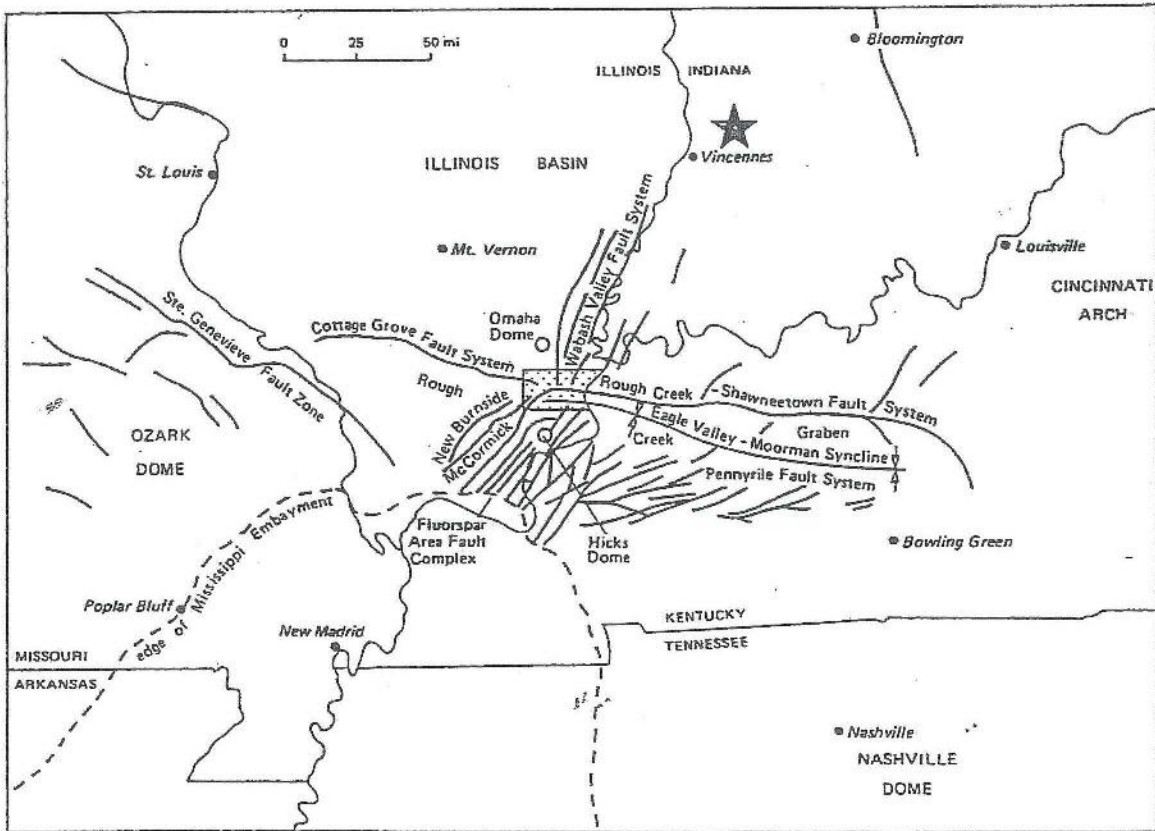 0 25 50 mi
Bloomington
ILLINOIS INDIANA
Vincennes
St. Louis
ILLINOIS BASIN
Mt. Vernon
Wabash Valley Fault System
Louisville
CINCINNATI
ARCH
Ste. Genevieve
Fault Zone
Omaha
Dome
Cottage Grove Fault System
Rough
Rough Creek - Shawneetown Fault System
New Burnside
McCormick
Eagle Valley - Moorman Syncline
Creek
Graben
OZARK
DOME
Pennyrile Fault System
Fluorspar
Area Fault
Complex
Hicks
Dome
Bowling Green
edge of Mississippi Embayment
Poplar Bluff
New Madrid
KENTUCKY
TENNESSEE
MISSOURI
ARKANSAS
Nashville
NASHVILLE
DOME